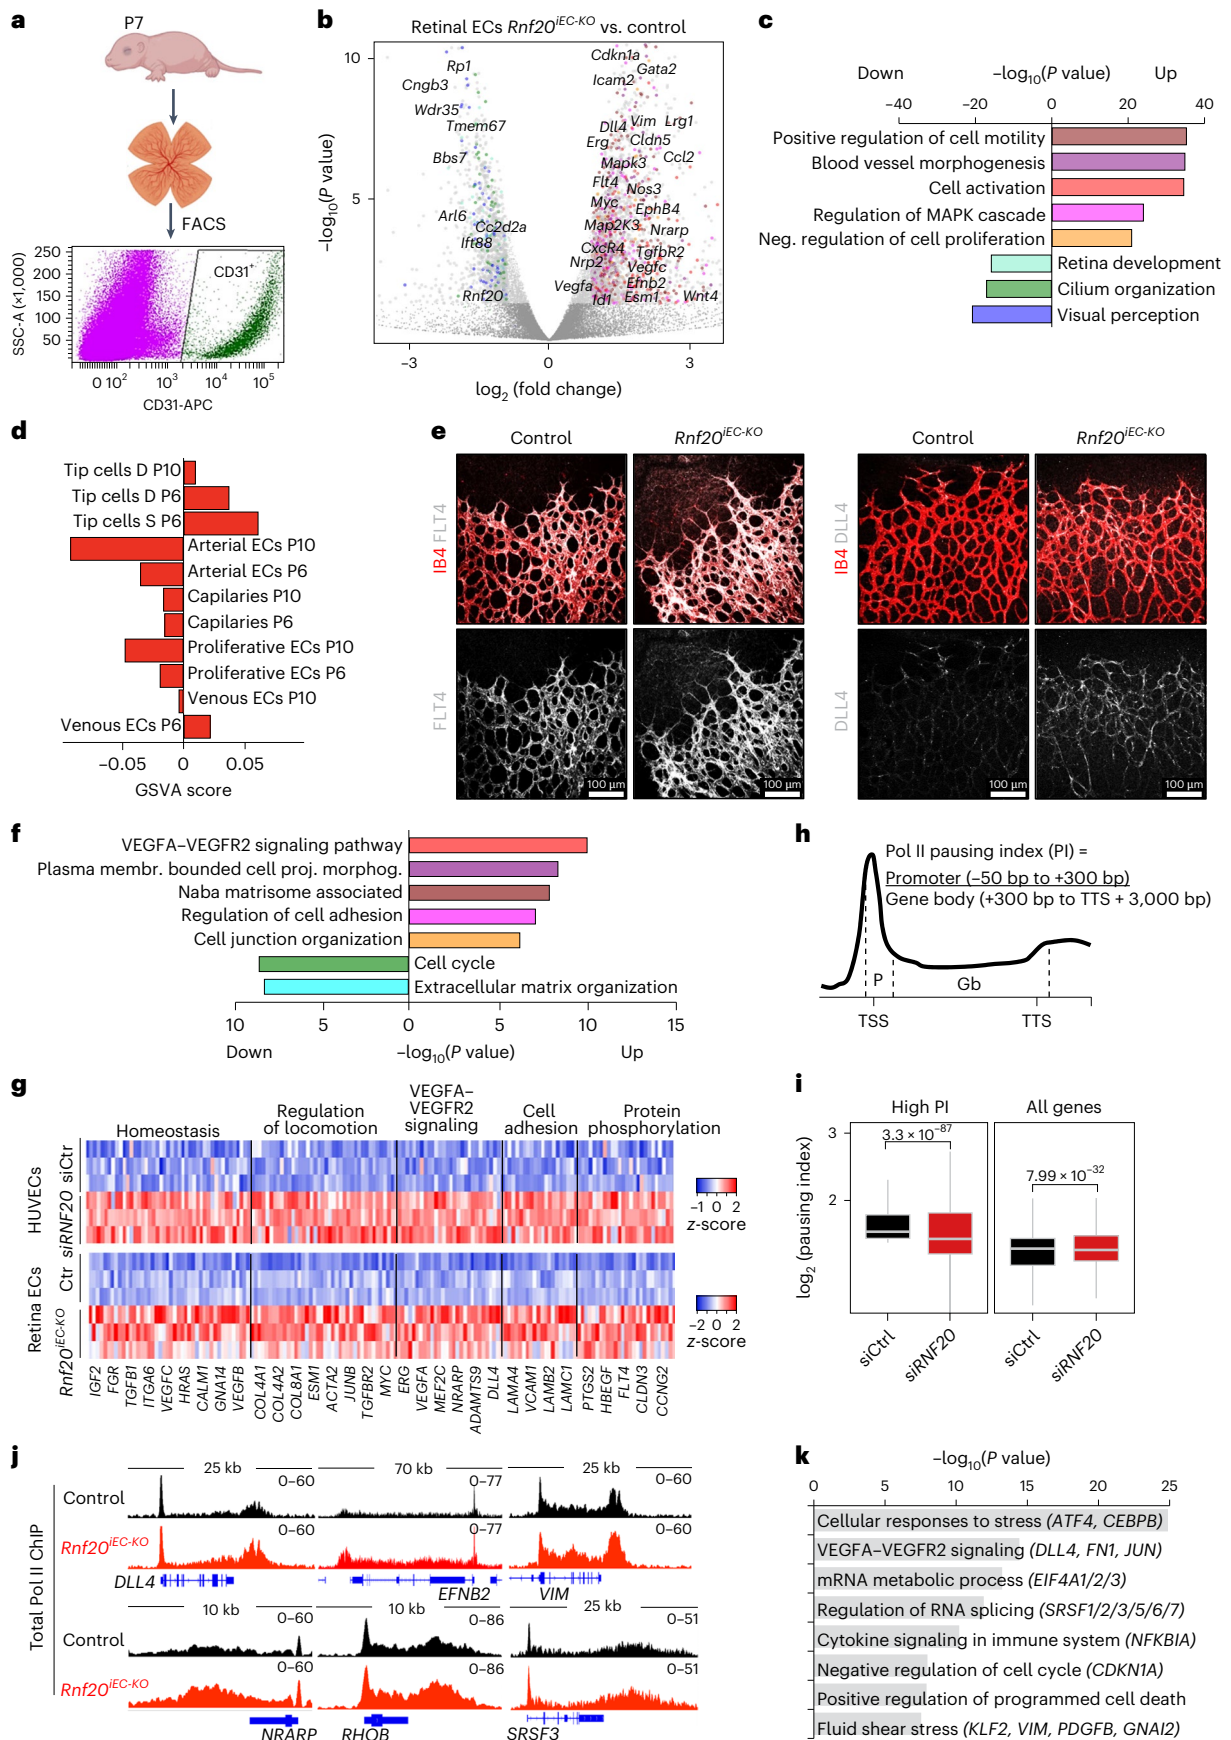 a
P7
FACS
CD31+
SSC-A (×1,000)
250
200
150
100
50
0 10^2 10^3 10^4 10^5
CD31-APC
b
Retinal ECs Rnf20^iEC-KO vs. control
–log10(P value)
10
5
Rp1
Cngb3
Wdr35
Tmem67
Bbs7
Arl6
Cc2d2a
Ift88
Rnf20
Cdkn1a
Gata2
Icam2
Dll4 Vim Lrg1
Erg Cldn5
Ccl2
Mapk3
Flt4 Nos3
Myc
EphB4
Map2K3 Nrarp
CxcR4 TgfbR2
Nrp2 Vegfc
Vegfa Efnb2
Id1 Esm1 Wnt4
–3 0 3
log2 (fold change)
c
Down –log10(P value) Up
–40 –20 0 20 40
Positive regulation of cell motility
Blood vessel morphogenesis
Cell activation
Regulation of MAPK cascade
Neg. regulation of cell proliferation
Retina development
Cilium organization
Visual perception
d
Tip cells D P10
Tip cells D P6
Tip cells S P6
Arterial ECs P10
Arterial ECs P6
Capilaries P10
Capilaries P6
Proliferative ECs P10
Proliferative ECs P6
Venous ECs P10
Venous ECs P6
–0.05 0 0.05
GSVA score
e
Control Rnf20^iEC-KO Control Rnf20^iEC-KO
IB4 FLT4
IB4 DLL4
FLT4
DLL4
100 µm 100 µm 100 µm 100 µm
f
VEGFA–VEGFR2 signaling pathway
Plasma membr. bounded cell proj. morphog.
Naba matrisome associated
Regulation of cell adhesion
Cell junction organization
Cell cycle
Extracellular matrix organization
10 5 0 5 10 15
Down –log10(P value) Up
h
Pol II pausing index (PI) =
Promoter (–50 bp to +300 bp)
Gene body (+300 bp to TTS + 3,000 bp)
P Gb
TSS TTS
g
Homeostasis
Regulation of locomotion
VEGFA–VEGFR2 signaling
Cell adhesion
Protein phosphorylation
HUVECs
siCtr
siRNF20
Retina ECs
Ctr
Rnf20^iEC-KO
–1 0 2
z-score
–2 0 2
z-score
IGF2 FGR TGFB1 ITGA6 VEGFC HRAS CALM1 GNA14 VEGFB COL4A1 COL4A2 COL8A1 ESM1 ACTA2 JUNB TGFBR2 MYC ERG VEGFA MEF2C NRARP ADAMTS9 DLL4 LAMA4 VCAM1 LAMB2 LAMC1 PTGS2 HBEGF FLT4 CLDN3 CCNG2
i
High PI All genes
log2 (pausing index)
3
2
3.3 × 10^−87
7.99 × 10^−32
siCtrl siRNF20 siCtrl siRNF20
j
Total Pol II ChIP
25 kb 70 kb 25 kb
Control
0–60 0–77 0–60
Rnf20^iEC-KO
0–60 0–77 0–60
DLL4 EFNB2 VIM
10 kb 10 kb 25 kb
Control
0–60 0–86 0–51
Rnf20^iEC-KO
0–60 0–86 0–51
NRARP RHOB SRSF3
k
–log10(P value)
0 5 10 15 20 25
Cellular responses to stress (ATF4, CEBPB)
VEGFA–VEGFR2 signaling (DLL4, FN1, JUN)
mRNA metabolic process (EIF4A1/2/3)
Regulation of RNA splicing (SRSF1/2/3/5/6/7)
Cytokine signaling in immune system (NFKBIA)
Negative regulation of cell cycle (CDKN1A)
Positive regulation of programmed cell death
Fluid shear stress (KLF2, VIM, PDGFB, GNAI2)